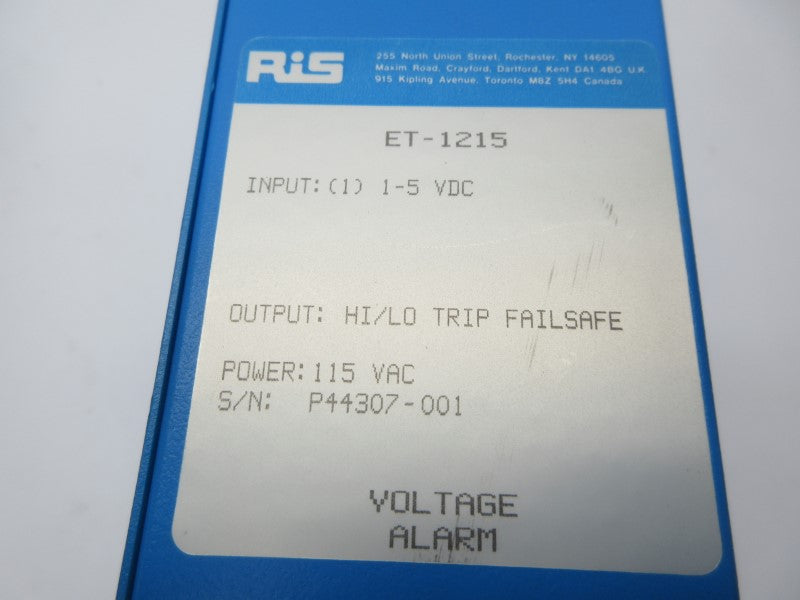 RiS
255 North Union Street, Rochester, NY 14605
Maxim Road, Crayford, Dartford, Kent DA1 4BG U.K.
915 Kipling Avenue, Toronto M8Z 5H4 Canada
ET-1215
INPUT:(1) 1-5 VDC
OUTPUT: HI/LO TRIP FAILSAFE
POWER:115 VAC
S/N: P44307-001
VOLTAGE
ALARM